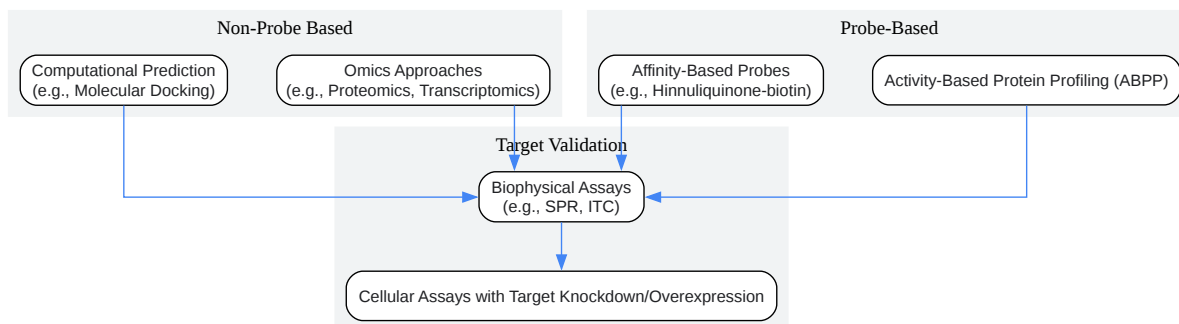 Non-Probe Based
Probe-Based
Computational Prediction
(e.g., Molecular Docking)
Omics Approaches
(e.g., Proteomics, Transcriptomics)
Affinity-Based Probes
(e.g., Hinnuliquinone-biotin)
Activity-Based Protein Profiling (ABPP)
Target Validation
Biophysical Assays
(e.g., SPR, ITC)
Cellular Assays with Target Knockdown/Overexpression